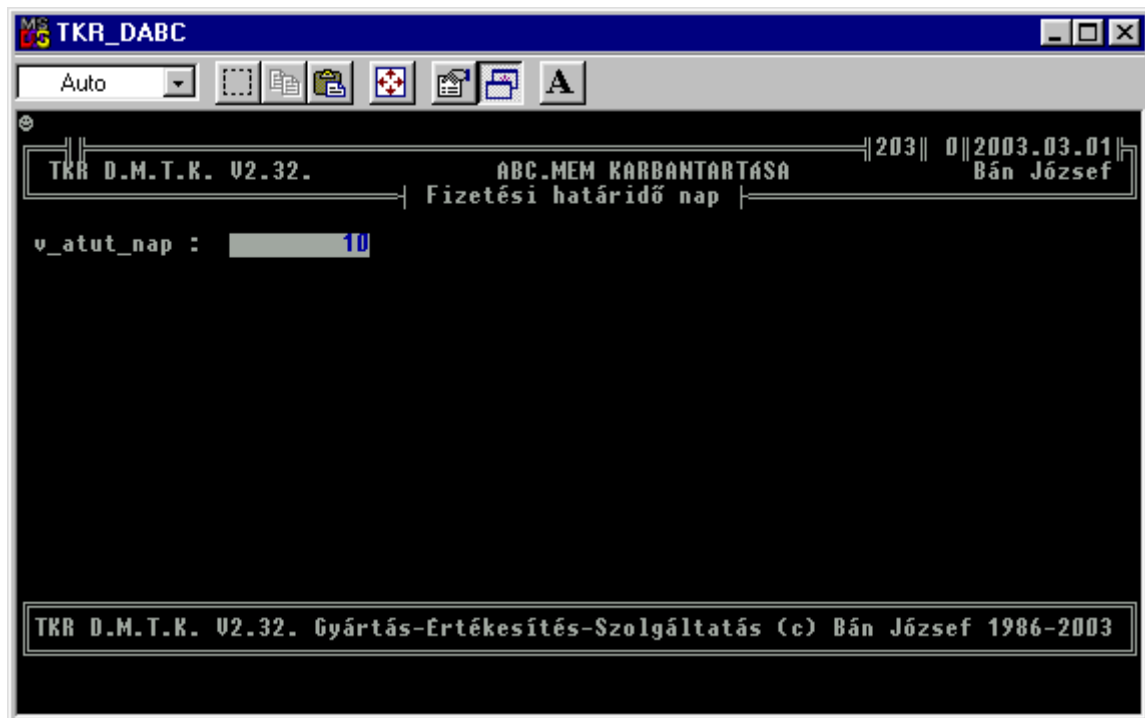 TKR_DABC
Auto
A
203 0 2003.03.01
TKR D.M.T.K. V2.32. ABC.MEM KARBANTARTáSA Bán József
Fizetési határidő nap
v_atut_nap : 10
TKR D.M.T.K. V2.32. Gyártás-Értékesítés-Szolgáltatás (c) Bán József 1986-2003